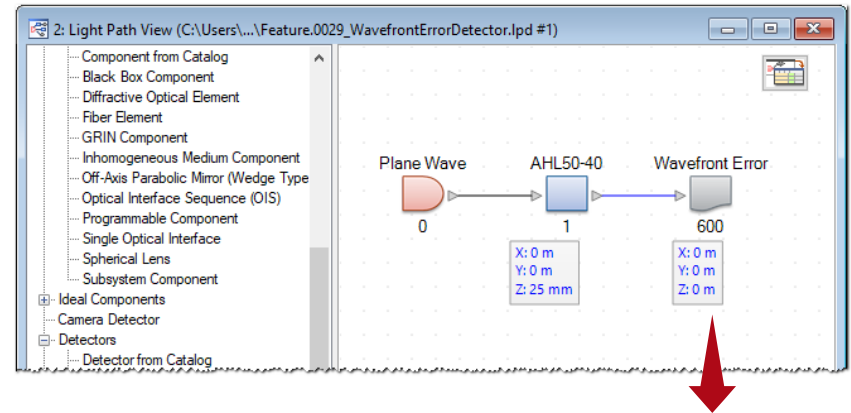 2: Light Path View (C:\Users\...\Feature.0029_WavefrontErrorDetector.lpd #1)
Component from Catalog
Black Box Component
Diffractive Optical Element
Fiber Element
GRIN Component
Inhomogeneous Medium Component
Off-Axis Parabolic Mirror (Wedge Type
Optical Interface Sequence (OIS)
Programmable Component
Single Optical Interface
Spherical Lens
Subsystem Component
Ideal Components
Camera Detector
Detectors
Detector from Catalog
Plane Wave
0
AHL50-40
1
X: 0 m
Y: 0 m
Z: 25 mm
Wavefront Error
600
X: 0 m
Y: 0 m
Z: 0 m